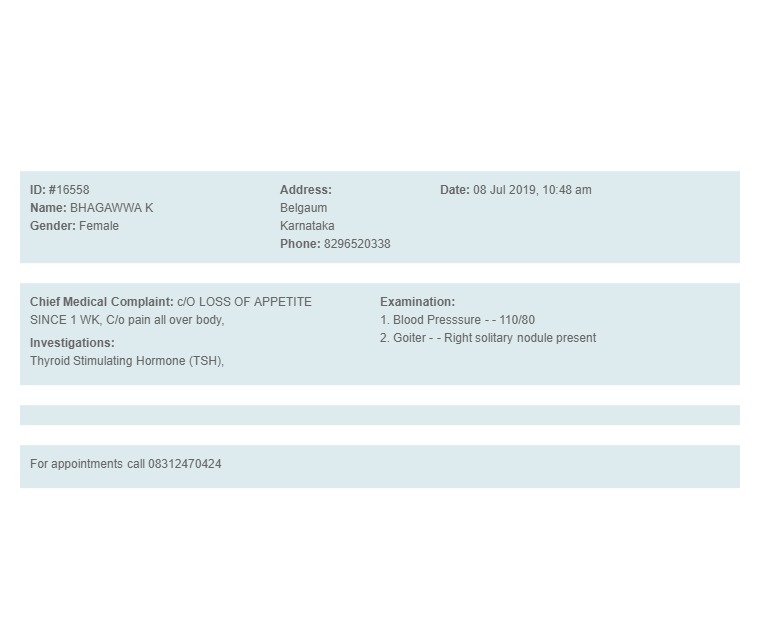 ID: #16558
Name: BHAGAWWA K
Gender: Female
Address:
Belgaum
Karnataka
Phone: 8296520338
Date: 08 Jul 2019, 10:48 am
Chief Medical Complaint: c/O LOSS OF APPETITE
SINCE 1 WK, C/o pain all over body,
Investigations:
Thyroid Stimulating Hormone (TSH),
Examination:
1. Blood Presssure - - 110/80
2. Goiter - - Right solitary nodule present
For appointments call 08312470424